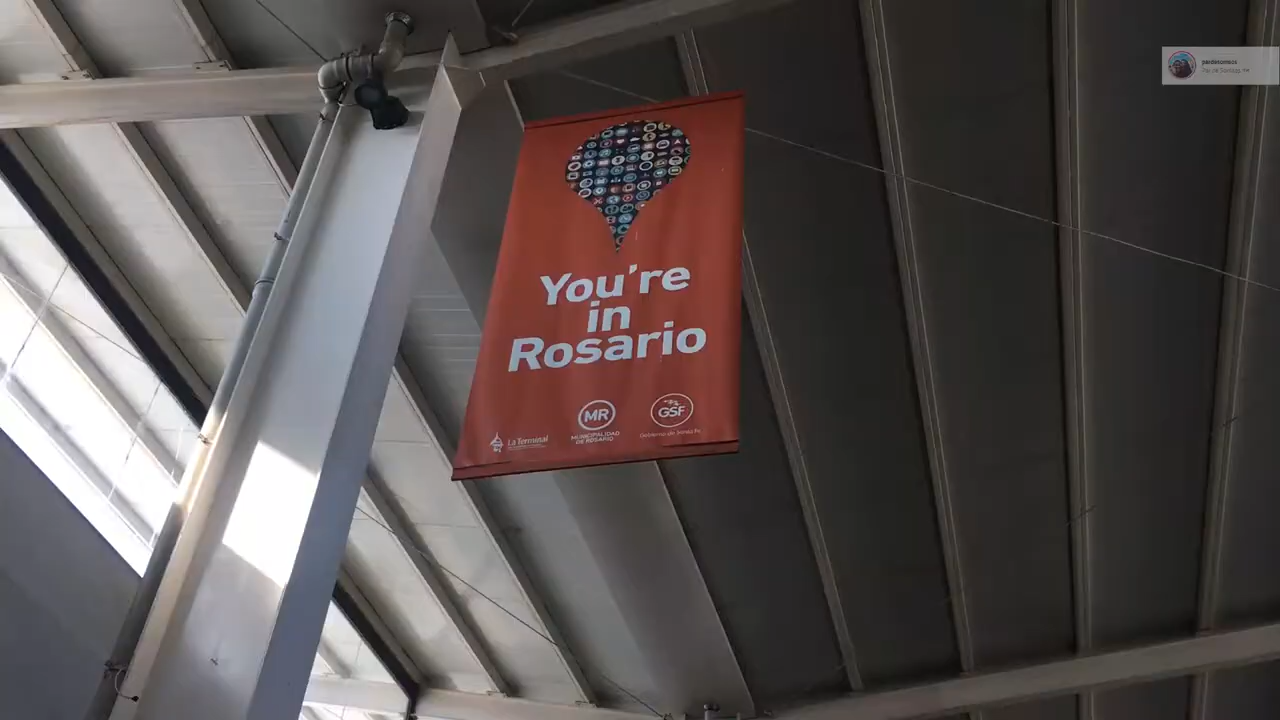 You're
in
Rosario
La Terminal
MR
MUNICIPALIDAD
DE ROSARIO
GSF
Gobierno de Santa Fe